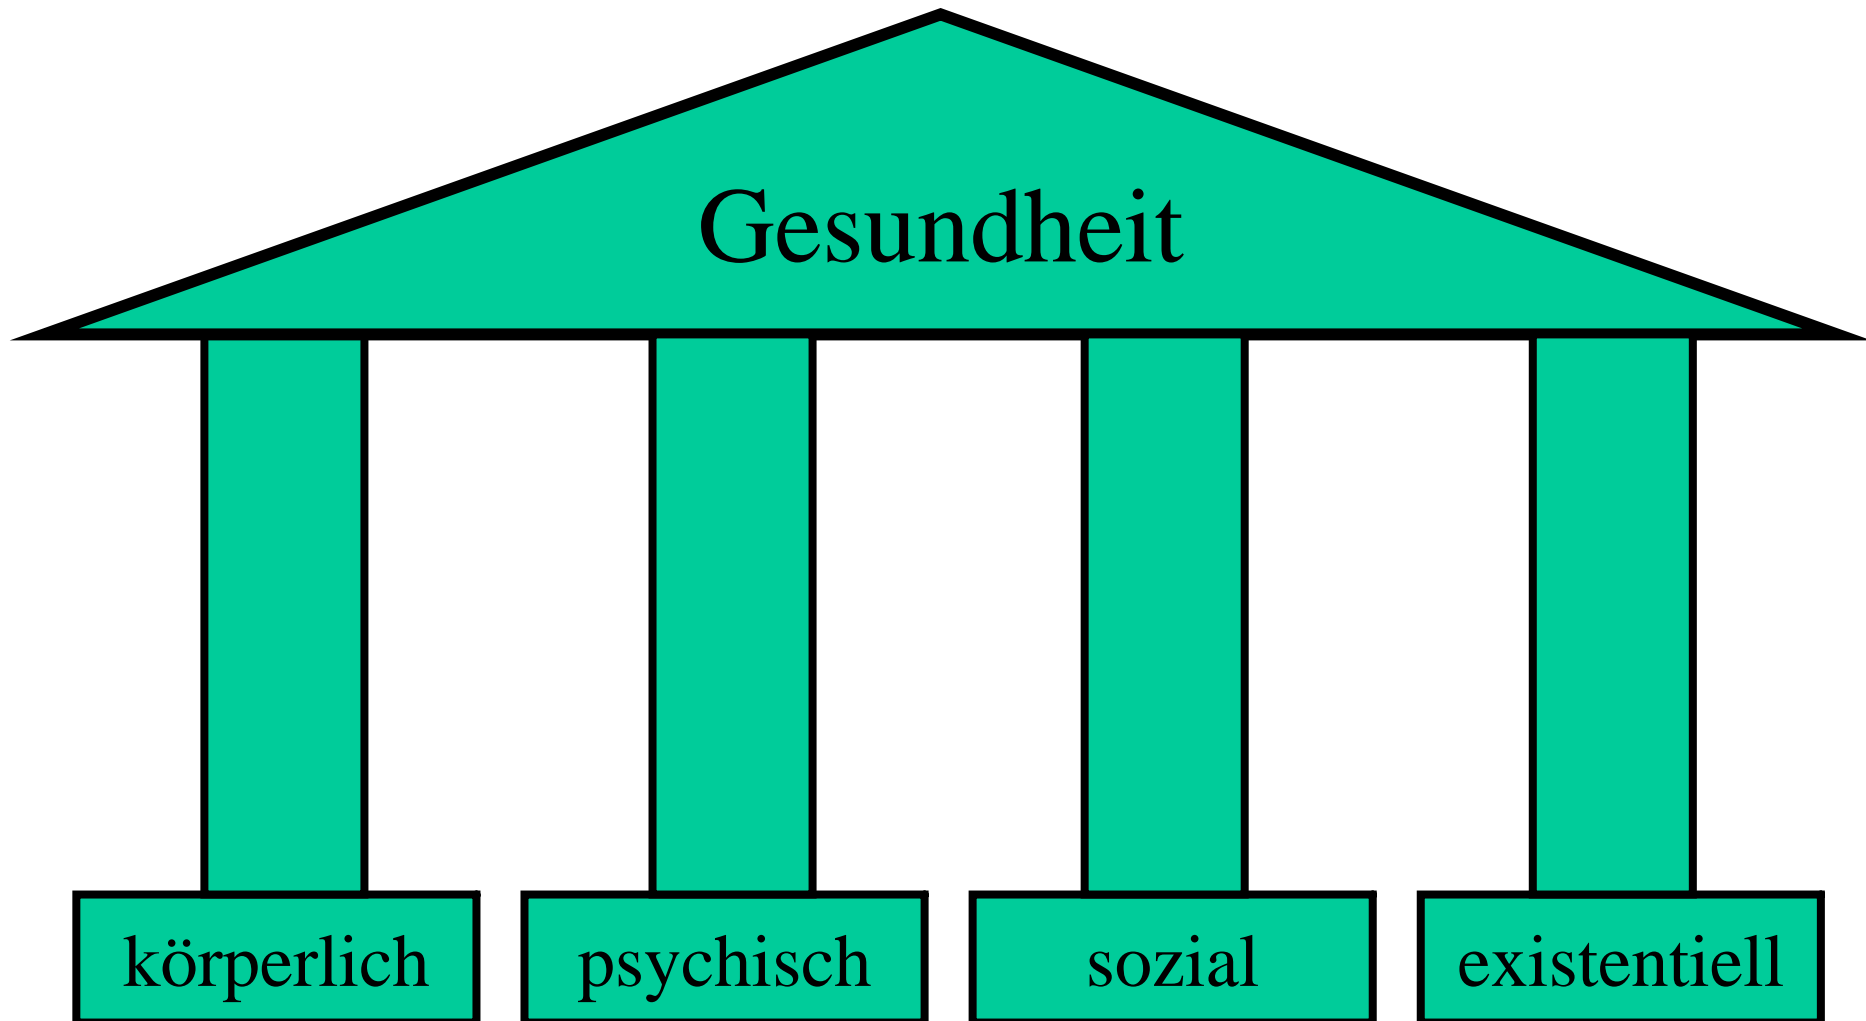 Gesundheit
körperlich
psychisch
sozial
existentiell